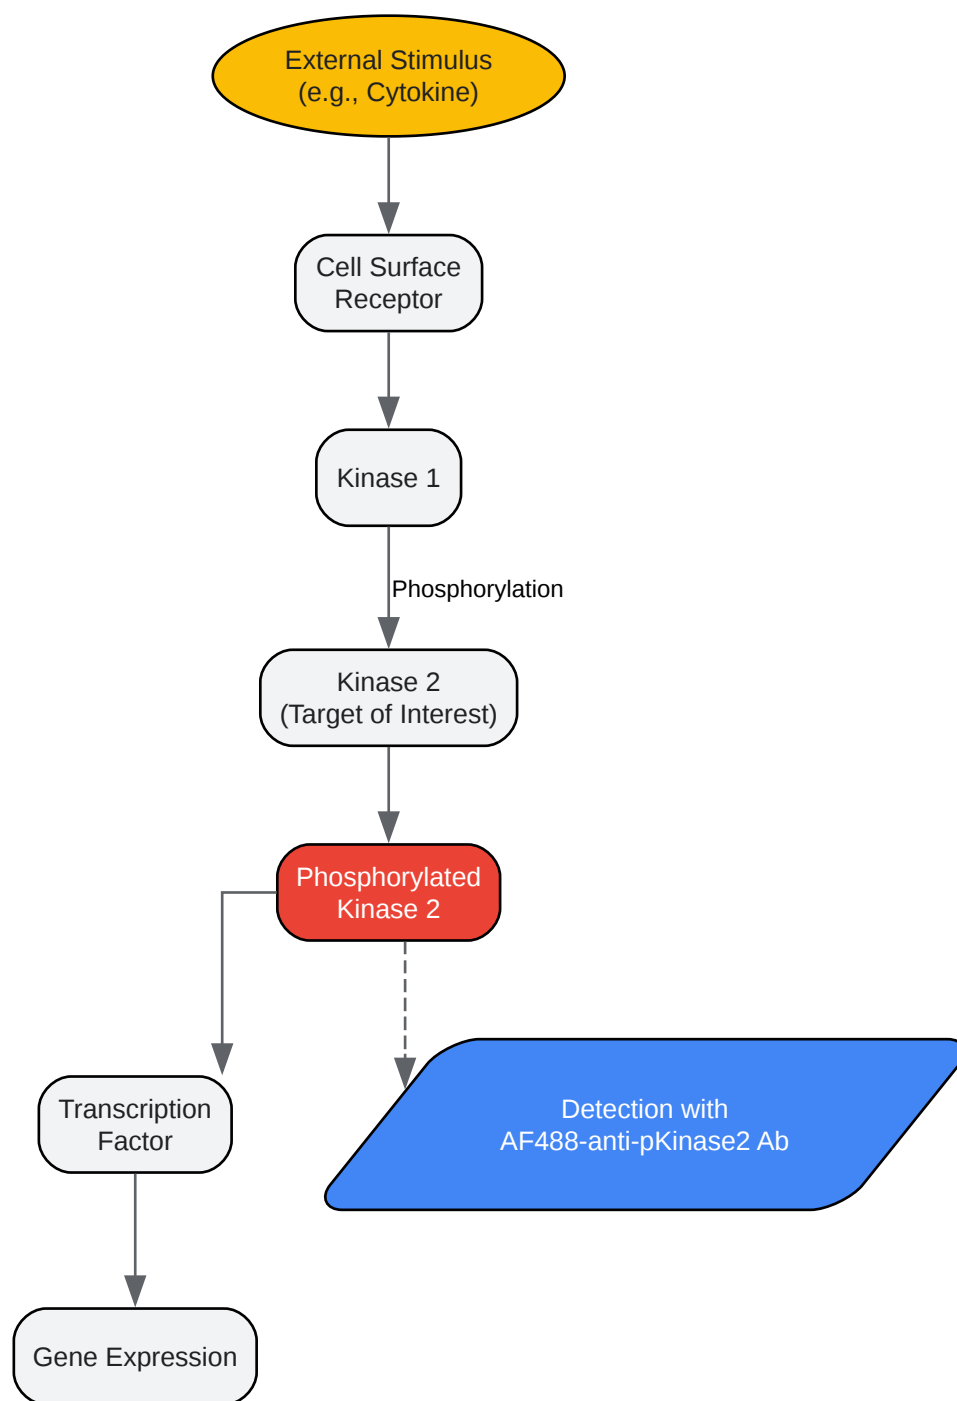 External Stimulus
(e.g., Cytokine)
Cell Surface
Receptor
Kinase 1
Phosphorylation
Kinase 2
(Target of Interest)
Phosphorylated
Kinase 2
Transcription
Factor
Detection with
AF488-anti-pKinase2 Ab
Gene Expression